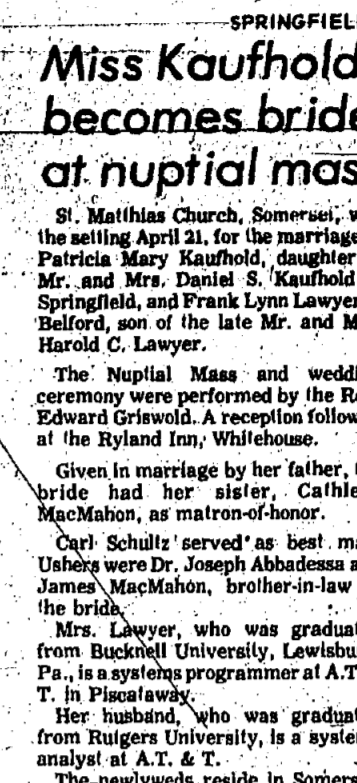 SPRINGFIEL
Miss Kaufhold
becomes bride
at nuptial mas
St. Matthias Church, Somerset, w
the setting April 21, for the marriage
Patricia Mary Kaufhold, daughter
Mr. and Mrs. Daniel S. Kaufhold
Springfield, and Frank Lynn Lawyer
Belford, son of the late Mr. and M
Harold C. Lawyer.
The Nuptial Mass and weddi
ceremony were performed by the R
Edward Griswold. A reception follow
at the Ryland Inn, Whitehouse.
Given in marriage by her father, t
bride had her sister, Cathle
MacMahon, as matron-of-honor.
Carl Schultz served as best ma
Ushers were Dr. Joseph Abbadessa a
James MacMahon, brother-in-law
the bride.
Mrs. Lawyer, who was graduat
from Bucknell University, Lewisbu
Pa., is a systems programmer at A.T
T. in Piscataway.
Her husband, who was graduat
from Rutgers University, is a syste
analyst at A.T. & T.
The newlyweds reside in Somers